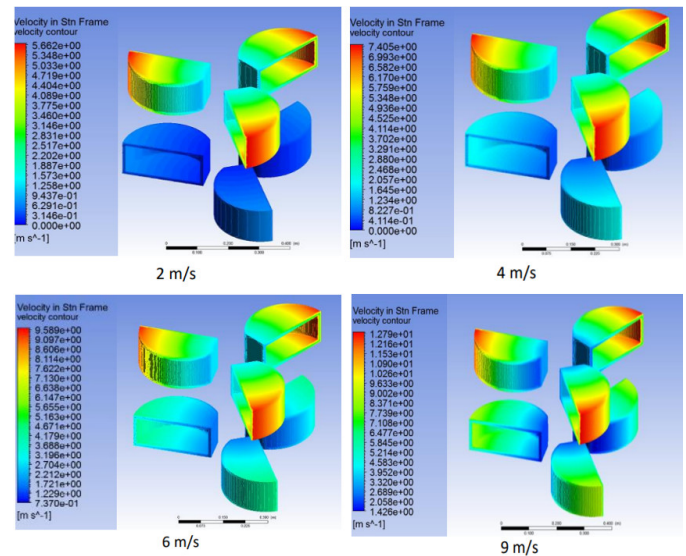 Velocity in Stn Frame
velocity contour
5.662e+00
5.348e+00
5.033e+00
4.719e+00
4.404e+00
4.089e+00
3.775e+00
3.460e+00
3.146e+00
2.831e+00
2.517e+00
2.202e+00
1.887e+00
1.573e+00
1.258e+00
9.437e-01
6.291e-01
3.146e-01
0.000e+00
[m s^-1]
2 m/s
Velocity in Stn Frame
velocity contour
7.405e+00
6.993e+00
6.582e+00
6.170e+00
5.759e+00
5.348e+00
4.936e+00
4.525e+00
4.114e+00
3.702e+00
3.291e+00
2.880e+00
2.468e+00
2.057e+00
1.645e+00
1.234e+00
8.227e-01
4.114e-01
0.000e+00
[m s^-1]
4 m/s
Velocity in Stn Frame
velocity contour
9.589e+00
9.097e+00
8.606e+00
8.114e+00
7.622e+00
7.130e+00
6.638e+00
6.147e+00
5.655e+00
5.163e+00
4.671e+00
4.179e+00
3.688e+00
3.196e+00
2.704e+00
2.212e+00
1.721e+00
1.229e+00
7.370e-01
[m s^-1]
6 m/s
Velocity in Stn Frame
velocity contour
1.279e+01
1.216e+01
1.153e+01
1.090e+01
1.026e+01
9.633e+00
9.002e+00
8.371e+00
7.739e+00
7.108e+00
6.477e+00
5.845e+00
5.214e+00
4.583e+00
3.952e+00
3.320e+00
2.689e+00
2.058e+00
1.426e+00
[m s^-1]
9 m/s